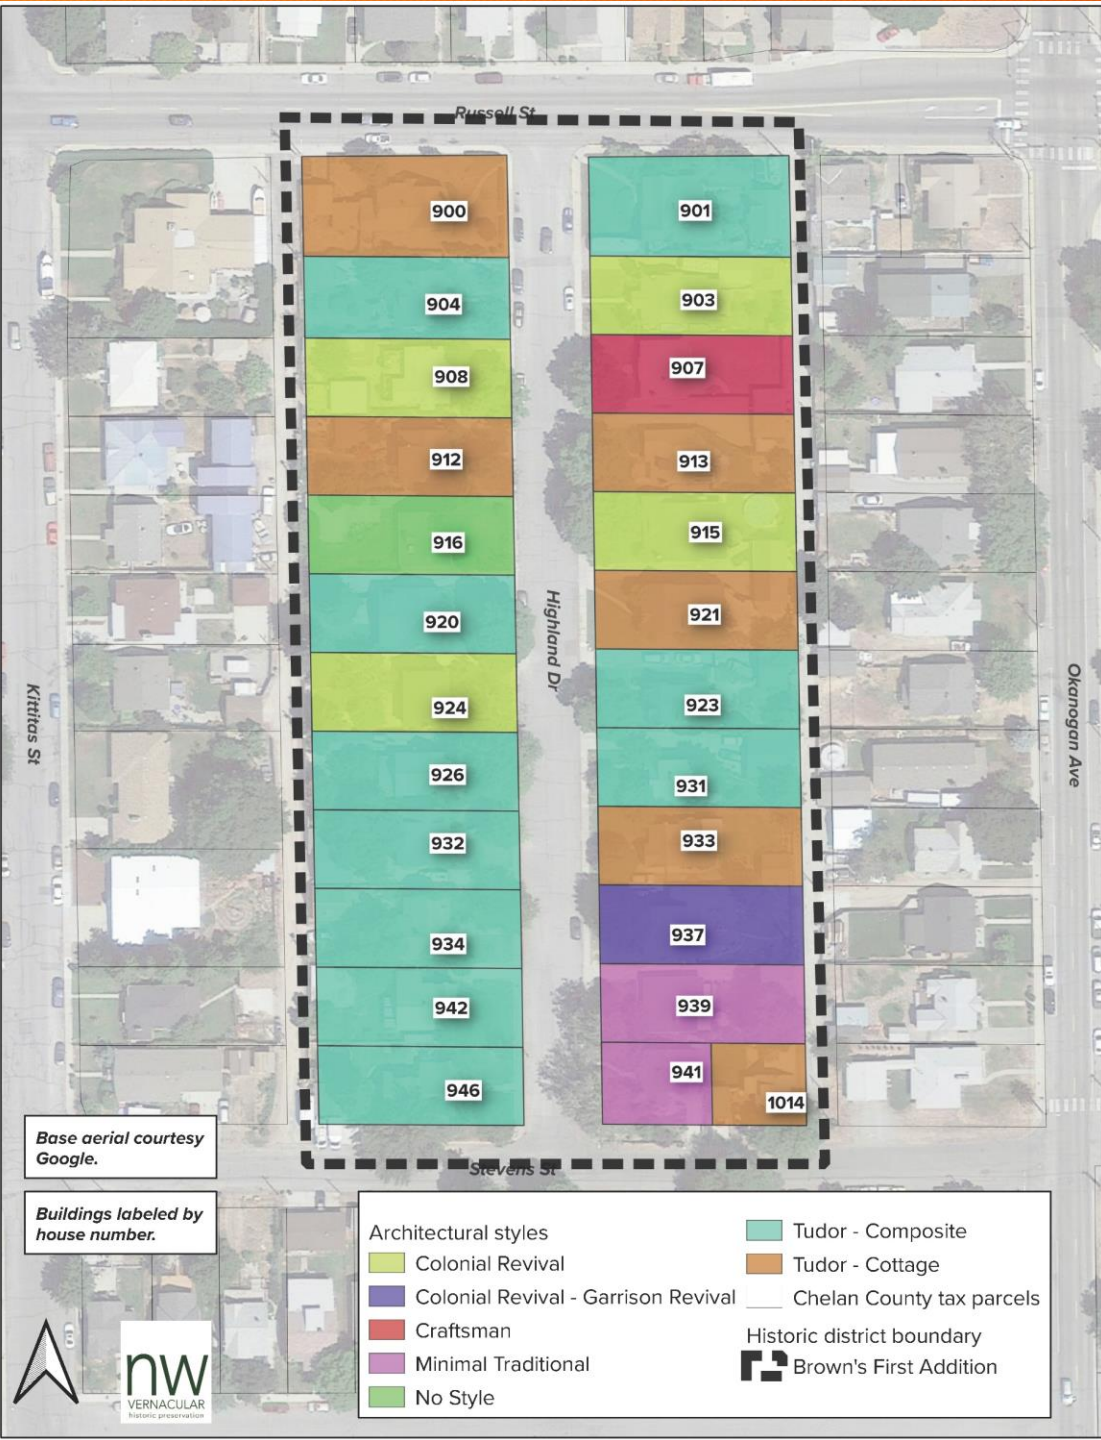 Russell St
900
901
904
903
908
907
912
913
916
915
920
921
Highland Dr
924
923
Kittitas St
Okanogan Ave
926
931
932
933
934
937
942
939
946
941
1014
Stevens St
Base aerial courtesy
Google.
Buildings labeled by
house number.
Architectural styles
Colonial Revival
Colonial Revival - Garrison Revival
Craftsman
Minimal Traditional
No Style
Tudor - Composite
Tudor - Cottage
Chelan County tax parcels
Historic district boundary
Brown's First Addition
nw
VERNACULAR
historic preservation